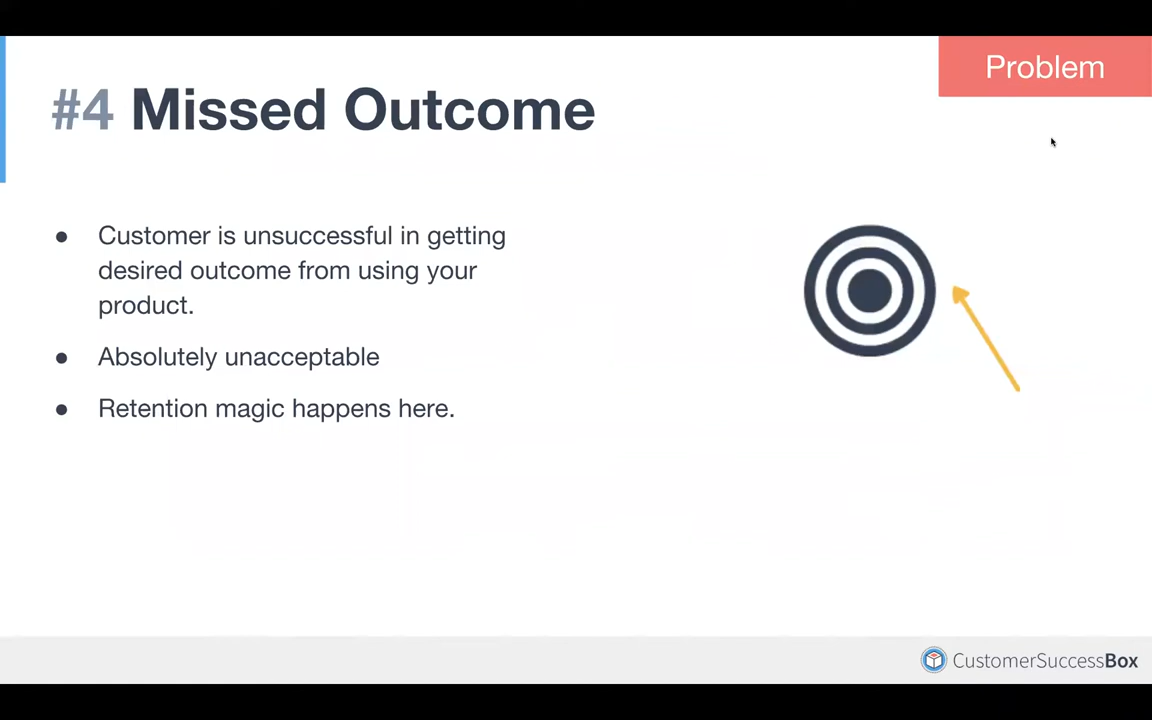 Problem
#4 Missed Outcome
● Customer is unsuccessful in getting
desired outcome from using your
product.
● Absolutely unacceptable
● Retention magic happens here.
CustomerSuccessBox